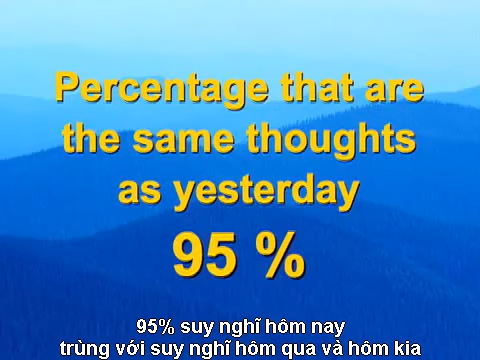 Percentage that are
the same thoughts
as yesterday
95 %
95% suy nghĩ hôm nay
trùng với suy nghĩ hôm qua và hôm kia